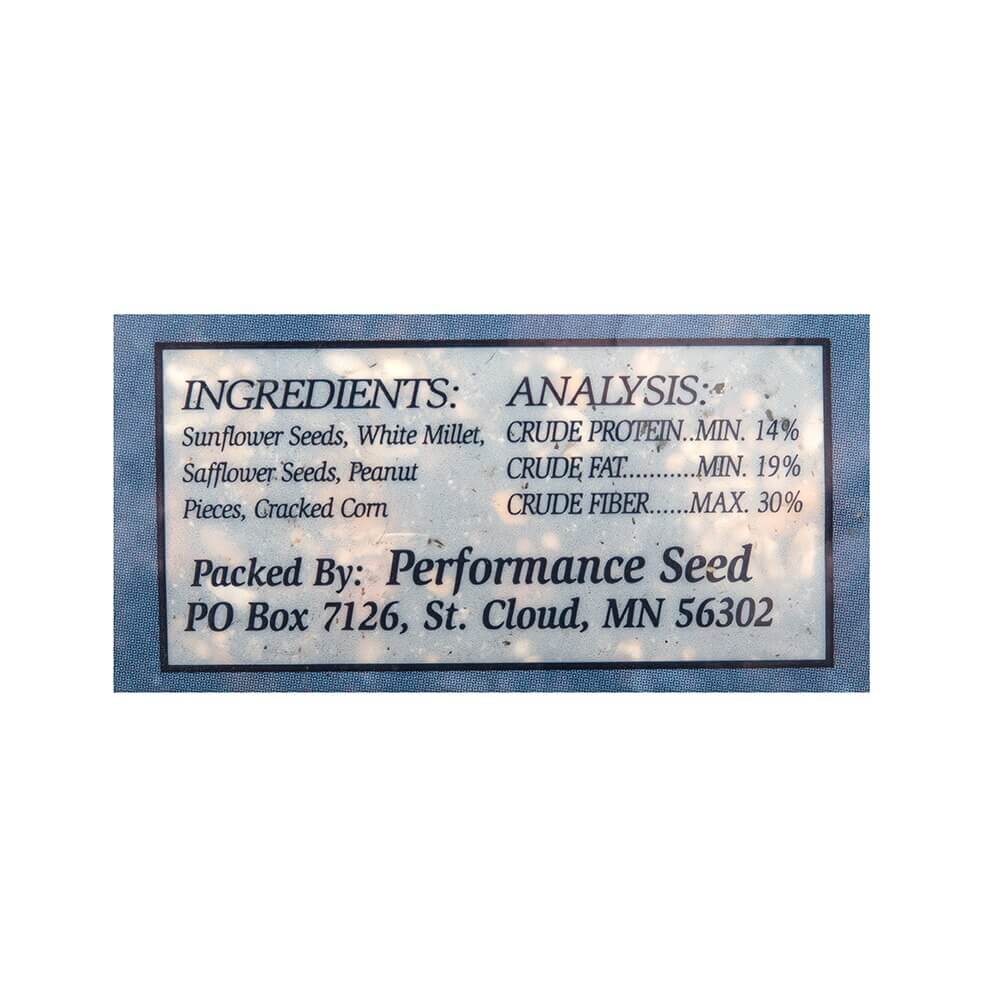 INGREDIENTS:
Sunflower Seeds, White Millet,
Safflower Seeds, Peanut
Pieces, Cracked Corn
ANALYSIS:
CRUDE PROTEIN..MIN. 14%
CRUDE FAT...........MIN. 19%
CRUDE FIBER......MAX. 30%
Packed By: Performance Seed
PO Box 7126, St. Cloud, MN 56302